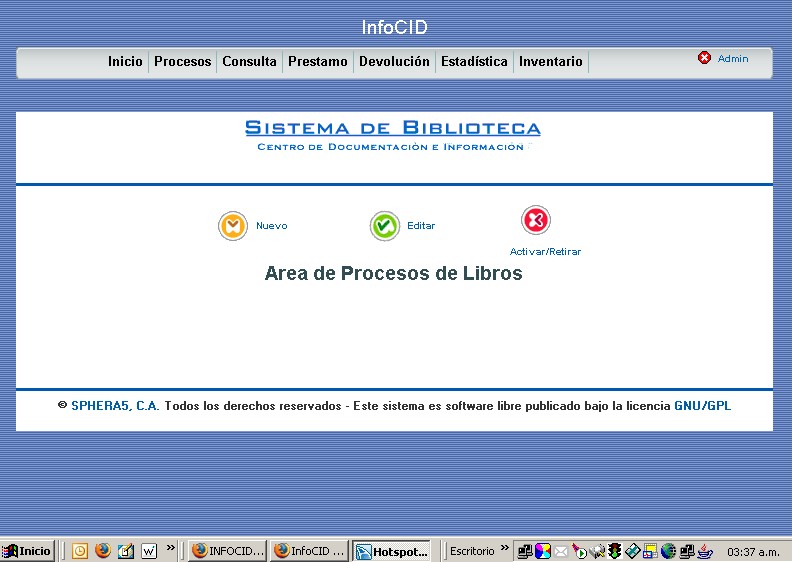 InfoCID
Inicio Procesos Consulta Prestamo Devolución Estadística Inventario Admin
SISTEMA DE BIBLIOTECA
CENTRO DE DOCUMENTACIÓN E INFORMACIÓN
Nuevo Editar Activar/Retirar
Area de Procesos de Libros
© SPHERA5, C.A. Todos los derechos reservados - Este sistema es software libre publicado bajo la licencia GNU/GPL
Inicio W » INFOCID... InfoCID ... Hotspot... Escritorio » 03:37 a.m.